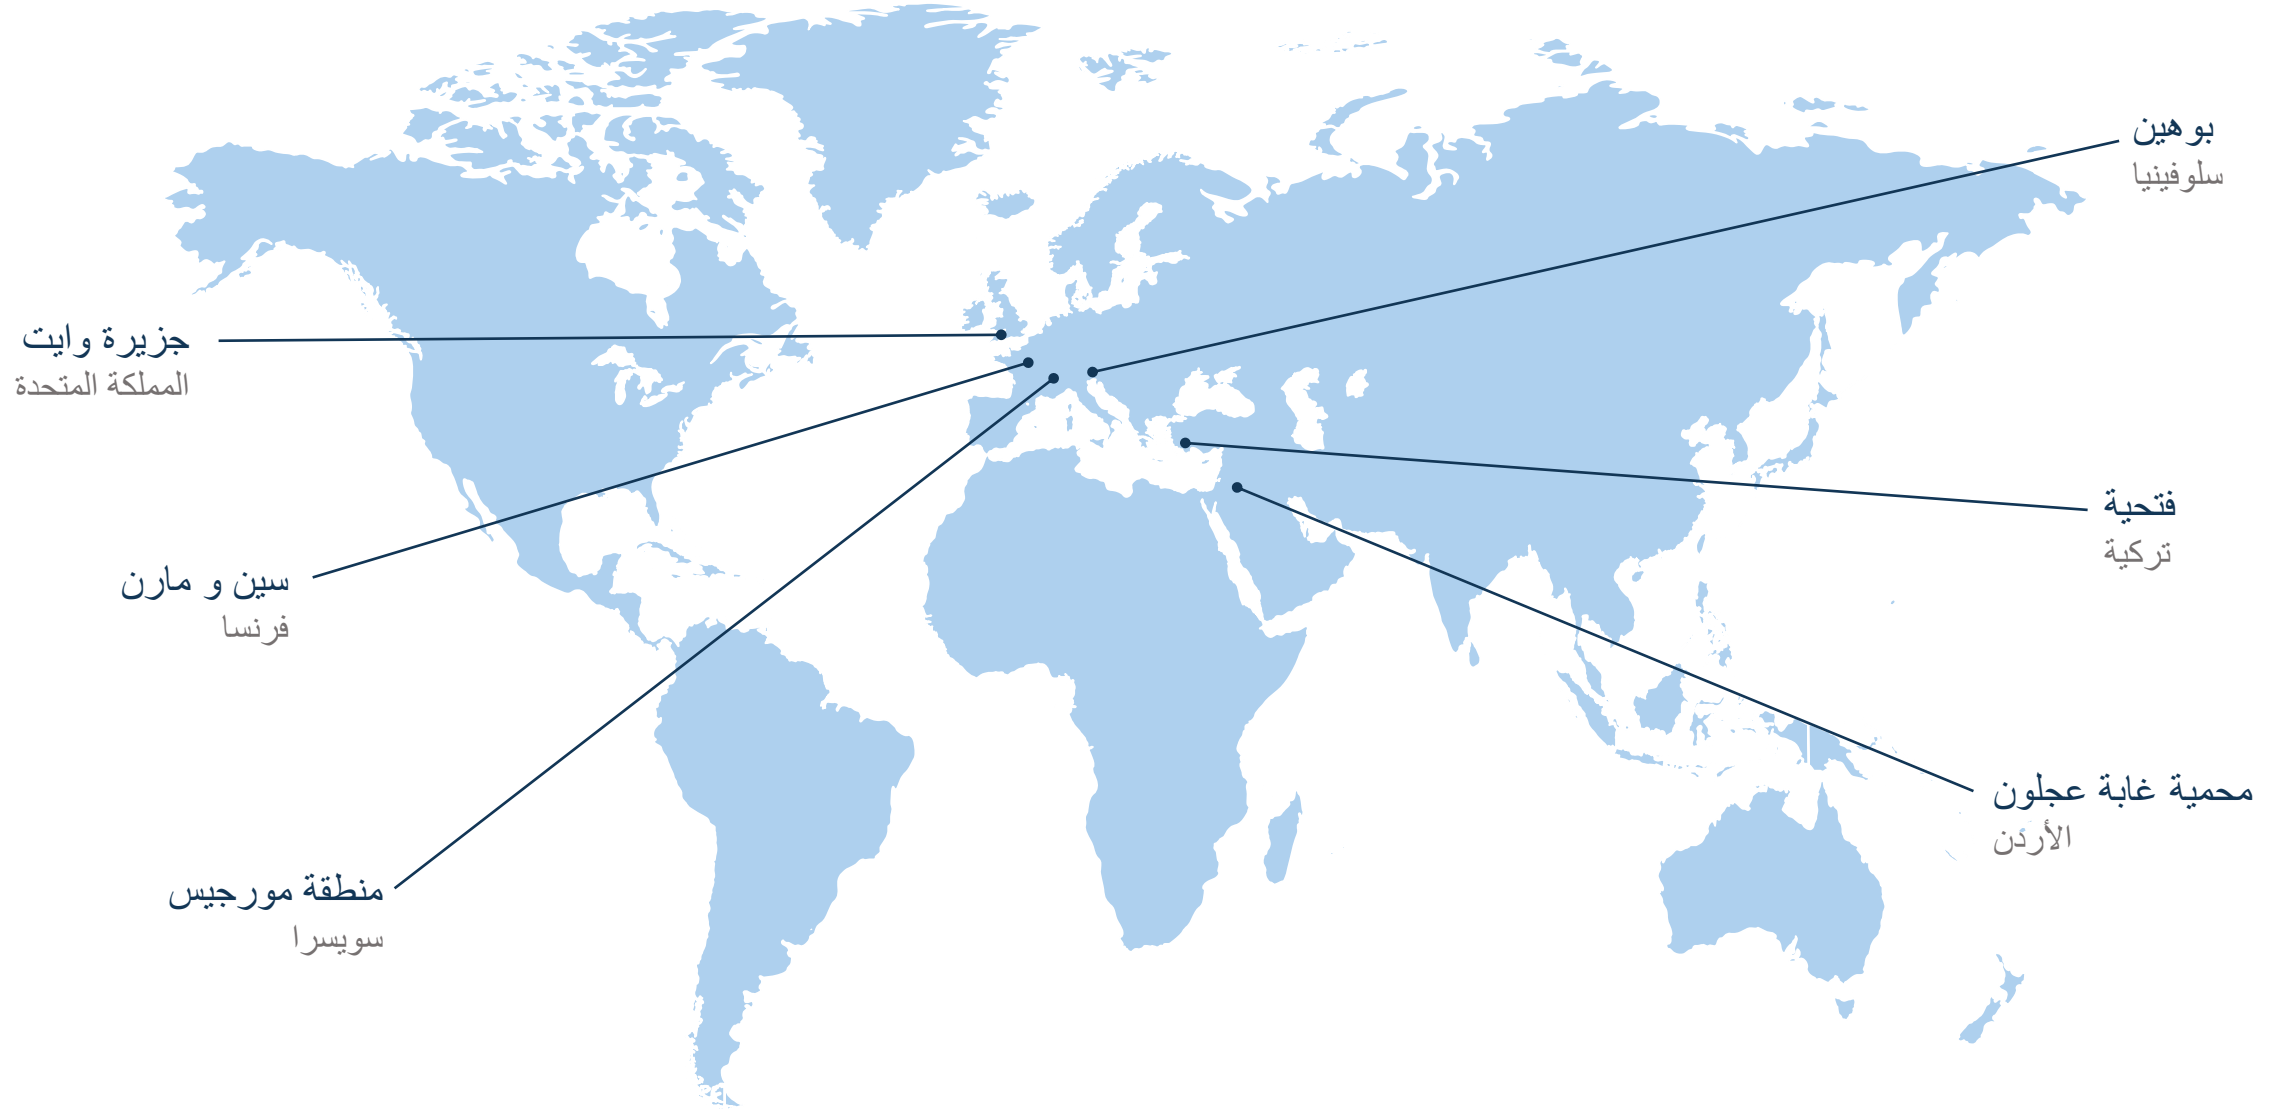 بوهين
سلوفينيا
جزيرة وايت
المملكة المتحدة
فتحية
تركية
سين و مارن
فرنسا
محمية غابة عجلون
الأردن
منطقة مورجيس
سويسرا